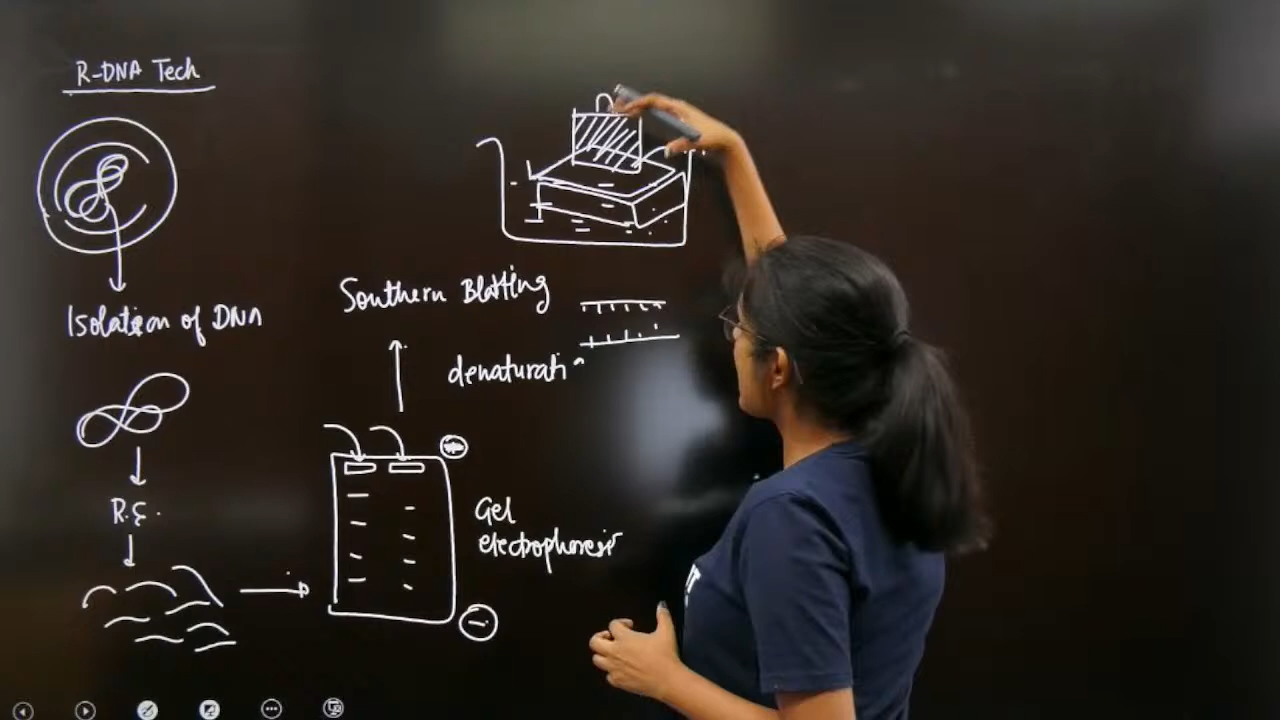 R-DNA Tech
Isolation of DNA
R.E.
Southern Blotting
denaturati
Gel
electrophoresis